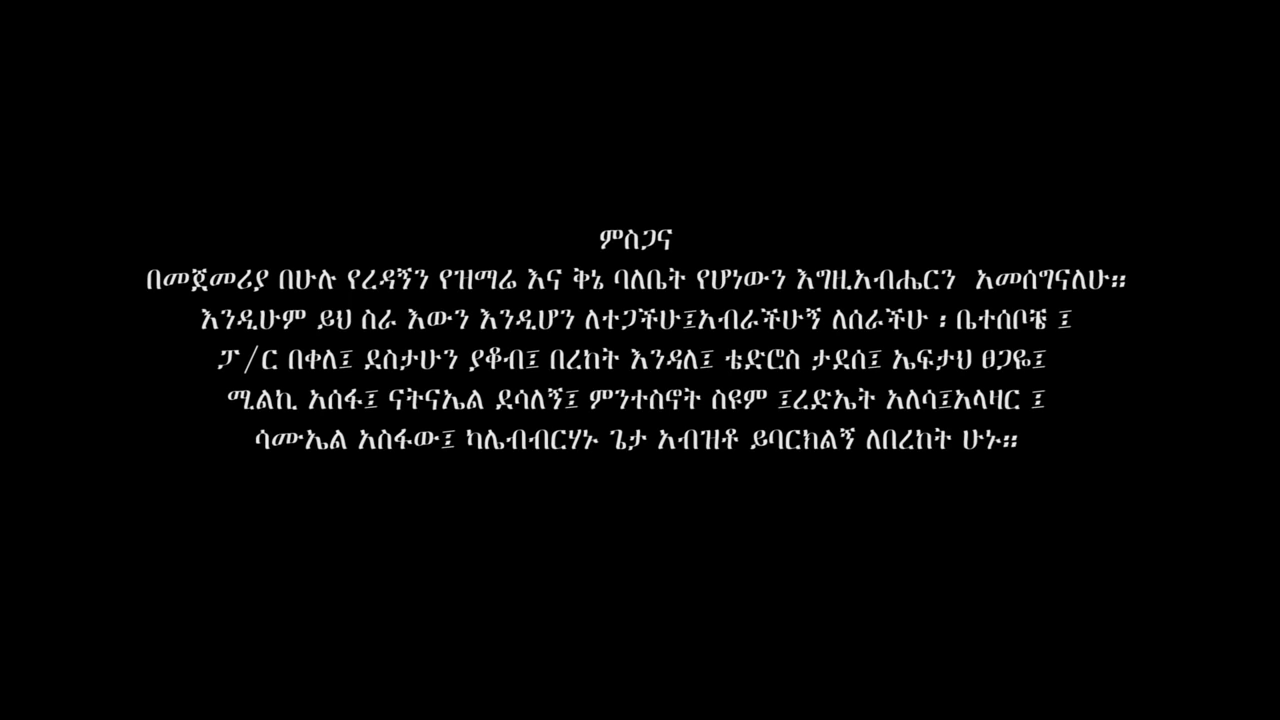 ምስጋና
በመጀመሪያ በሁሉ የረዳኝን የዝማሬ እና ቅኔ ባለቤት የሆነውን እግዚአብሔርን አመሰግናለሁ።
እንዲሁም ይህ ስራ እውን እንዲሆን ለተጋችሁ፤አብራችሁኝ ለሰራችሁ ፡ ቤተሰቦቼ ፤
ፓ/ር በቀለ፤ ደስታሁን ያቆብ፤ በረከት እንዳለ፤ ቴድሮስ ታደሰ፤ ኤፍታህ ፀጋዬ፤
ሚልኪ አሰፋ፤ ናትናኤል ደሳለኝ፤ ምንተስኖት ስዩም ፤ረድኤት አለሳ፤አላዛር ፤
ሳሙኤል አስፋው፤ ካሌብብርሃኑ ጌታ አብዝቶ ይባርክልኝ ለበረከት ሁኑ።